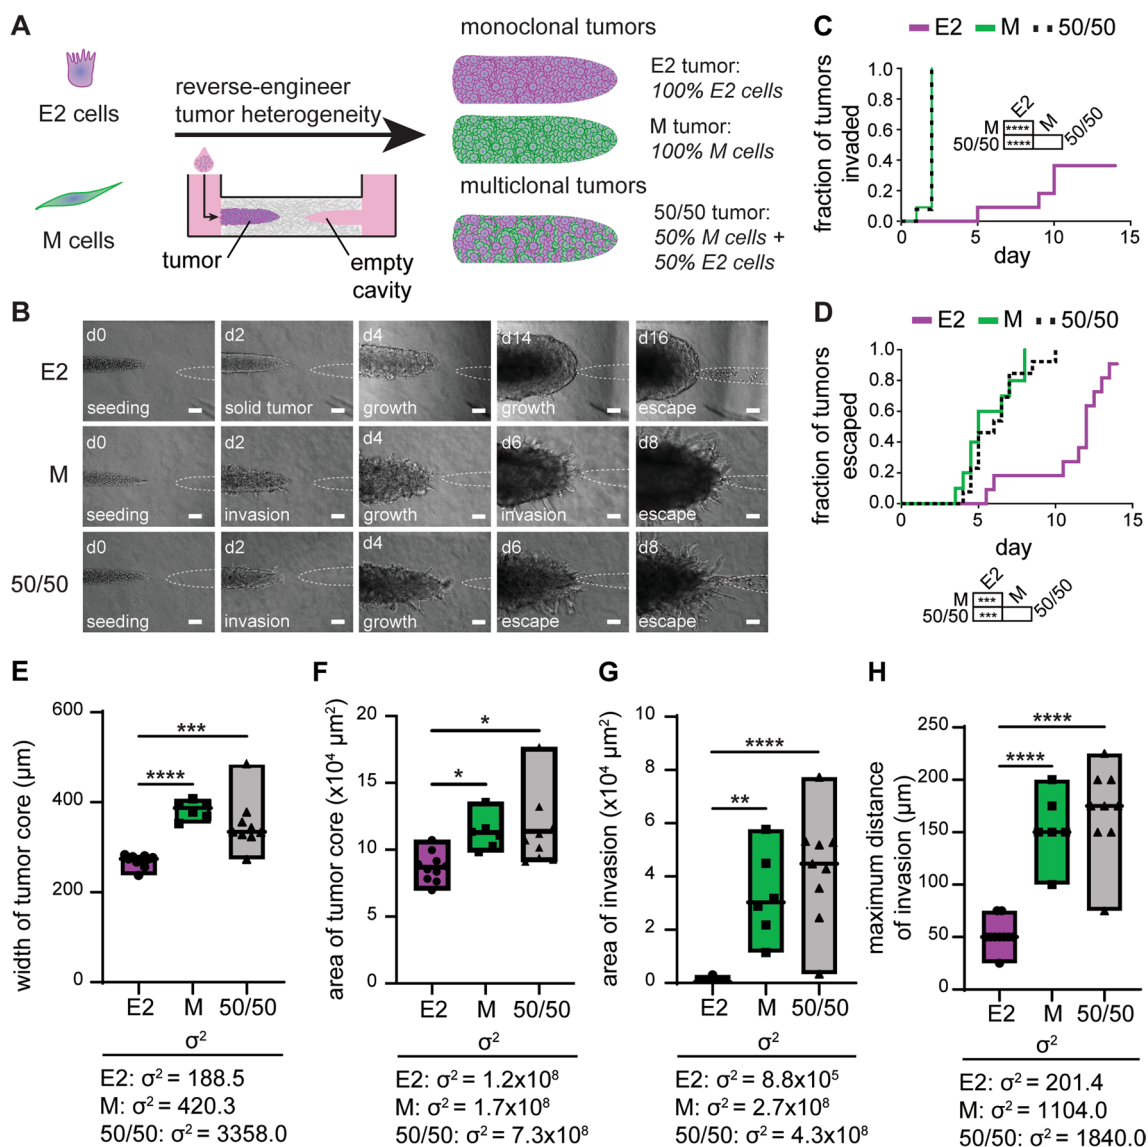 A
E2 cells
M cells
reverse-engineer
tumor heterogeneity
tumor
empty
cavity
monoclonal tumors
E2 tumor:
100% E2 cells
M tumor:
100% M cells
multiclonal tumors
50/50 tumor:
50% M cells +
50% E2 cells
B
E2
d0
seeding
d2
solid tumor
d4
growth
d14
growth
d16
escape
M
d0
seeding
d2
invasion
d4
growth
d6
invasion
d8
escape
50/50
d0
seeding
d2
invasion
d4
growth
d6
escape
d8
escape
C
E2 M 50/50
fraction of tumors
invaded
1.0
0.8
0.6
0.4
0.2
0.0
0 5 10 15
day
E2
M
50/50
M ****
50/50 ****
D
E2 M 50/50
fraction of tumors
escaped
1.0
0.8
0.6
0.4
0.2
0.0
0 5 10 15
day
E2
M
50/50
M ***
50/50 ***
E
width of tumor core (µm)
600
400
200
0
***
****
E2 M 50/50
σ²
E2: σ² = 188.5
M: σ² = 420.3
50/50: σ² = 3358.0
F
area of tumor core (x10⁴ µm²)
20
15
10
5
0
*
*
E2 M 50/50
σ²
E2: σ² = 1.2x10⁸
M: σ² = 1.7x10⁸
50/50: σ² = 7.3x10⁸
G
area of invasion (x10⁴ µm²)
10
8
6
4
2
0
****
**
E2 M 50/50
σ²
E2: σ² = 8.8x10⁵
M: σ² = 2.7x10⁸
50/50: σ² = 4.3x10⁸
H
maximum distance
of invasion (µm)
250
200
150
100
50
0
****
****
E2 M 50/50
σ²
E2: σ² = 201.4
M: σ² = 1104.0
50/50: σ² = 1840.0